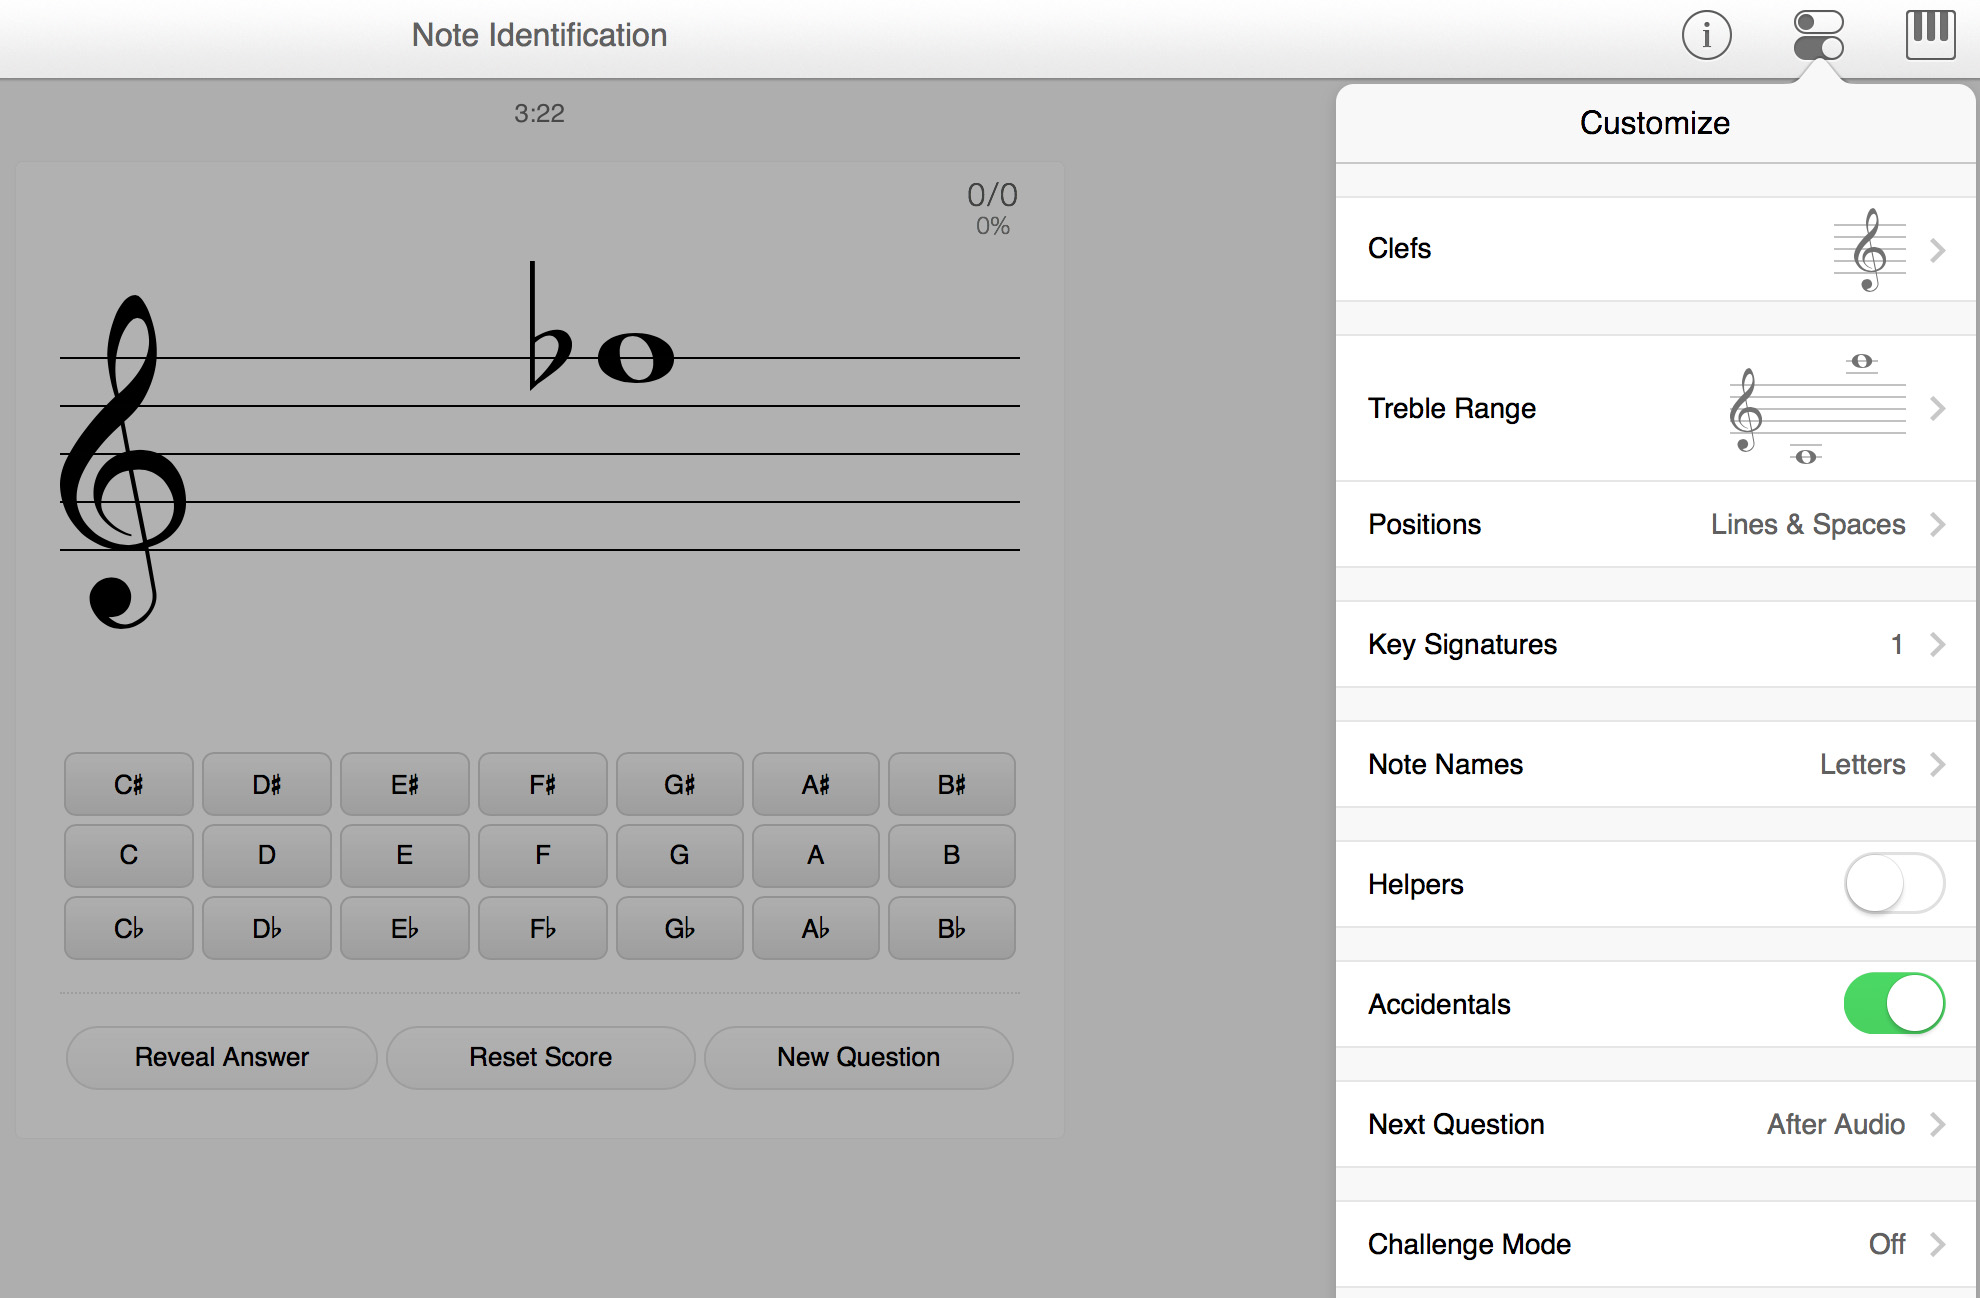 Note Identification
3:22
0/0
0%
C♯ D♯ E♯ F♯ G♯ A♯ B♯
C D E F G A B
C♭ D♭ E♭ F♭ G♭ A♭ B♭
Reveal Answer Reset Score New Question
i
Customize
Clefs
Treble Range
Positions Lines & Spaces
Key Signatures 1
Note Names Letters
Helpers
Accidentals
Next Question After Audio
Challenge Mode Off